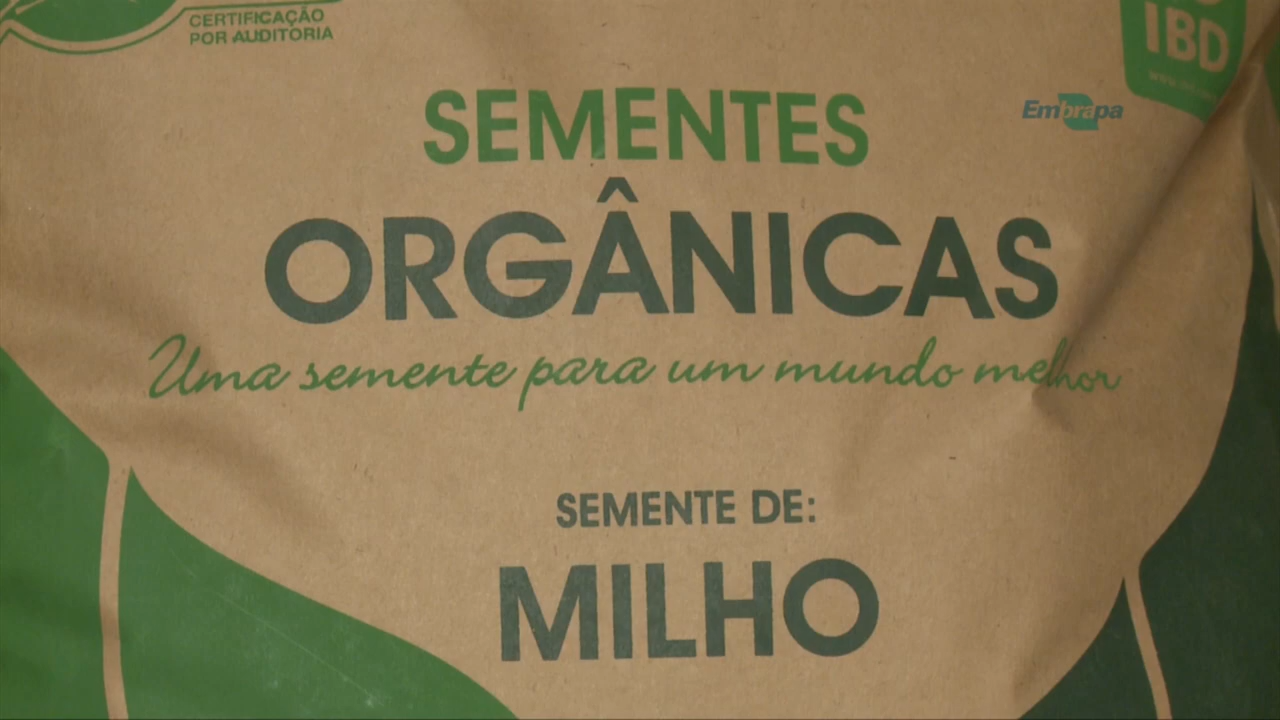 CERTIFICAÇÃO
POR AUDITORIA
IBD
Embrapa
SEMENTES
ORGÂNICAS
Uma semente para um mundo melhor
SEMENTE DE:
MILHO